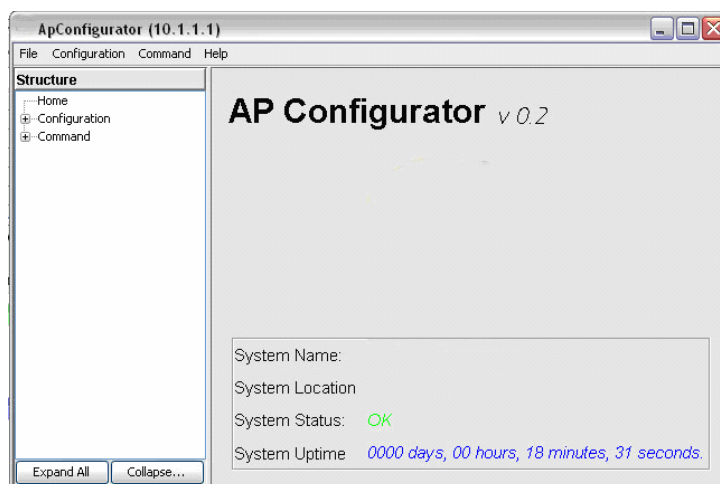 ApConfigurator (10.1.1.1)
File Configuration Command Help
Structure
Home
Configuration
Command
AP Configurator v 0.2
System Name:
System Location
System Status: OK
System Uptime 0000 days, 00 hours, 18 minutes, 31 seconds.
Expand All Collapse...